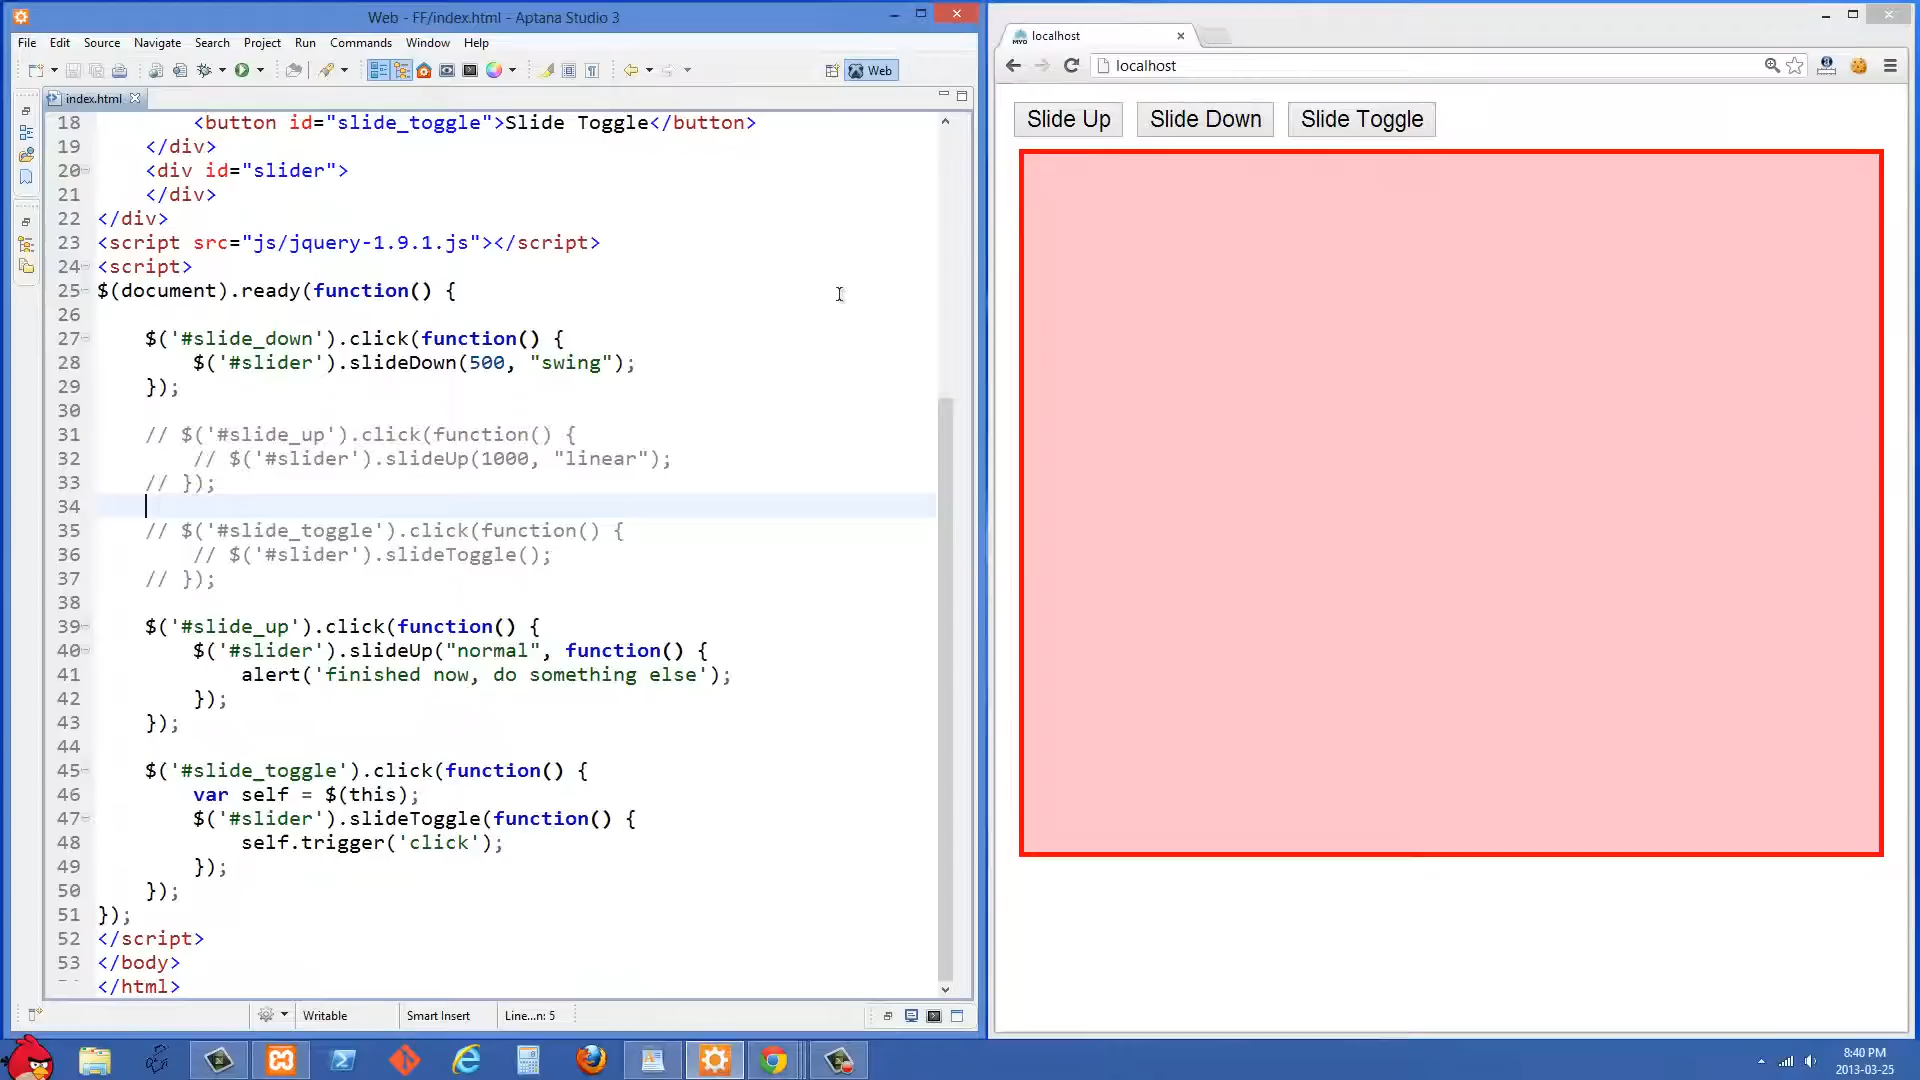 Web - FF/index.html - Aptana Studio 3
File Edit Source Navigate Search Project Run Commands Window Help
Web
index.html
18 <button id="slide_toggle">Slide Toggle</button>
19 </div>
20 <div id="slider">
21 </div>
22 </div>
23 <script src="js/jquery-1.9.1.js"></script>
24 <script>
25 $(document).ready(function() {
26
27 $('#slide_down').click(function() {
28 $('#slider').slideDown(500, "swing");
29 });
30
31 // $('#slide_up').click(function() {
32 // $('#slider').slideUp(1000, "linear");
33 // });
34
35 // $('#slide_toggle').click(function() {
36 // $('#slider').slideToggle();
37 // });
38
39 $('#slide_up').click(function() {
40 $('#slider').slideUp("normal", function() {
41 alert('finished now, do something else');
42 });
43 });
44
45 $('#slide_toggle').click(function() {
46 var self = $(this);
47 $('#slider').slideToggle(function() {
48 self.trigger('click');
49 });
50 });
51 });
52 </script>
53 </body>
</html>
Writable Smart Insert Line...n: 5
localhost
localhost
Slide Up Slide Down Slide Toggle
8:40 PM
2013-03-25